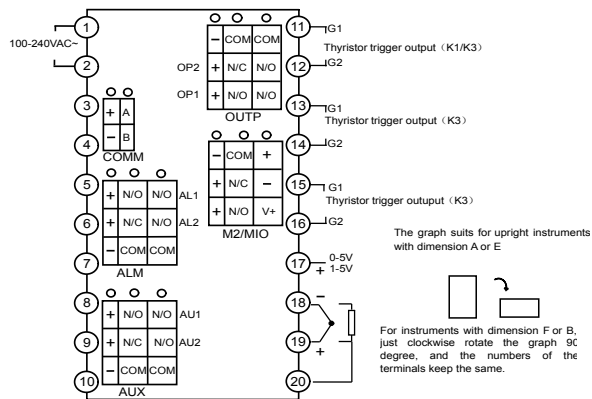 1
100-240VAC~
2
3
+ A
4
− B
COMM
5
+ N/O N/O AL1
6
+ N/C N/O AL2
7
− COM COM
ALM
8
+ N/O N/O AU1
9
+ N/C N/O AU2
10
− COM COM
AUX
− COM COM
OP2 + N/C N/O
OP1 + N/O N/O
OUTP
− COM +
+ N/C −
+ N/O V+
M2/MIO
11 G1
Thyristor trigger output（K1/K3）
12 G2
13 G1
Thyristor trigger output（K3）
14 G2
15 G1
Thyristor trigger outuput（K3）
16 G2
17 0-5V
+ 1-5V
18 −
19 +
20
The graph suits for upright instruments
with dimension A or E
For instruments with dimension F or B,
just clockwise rotate the graph 90
degree, and the numbers of the
terminals keep the same.